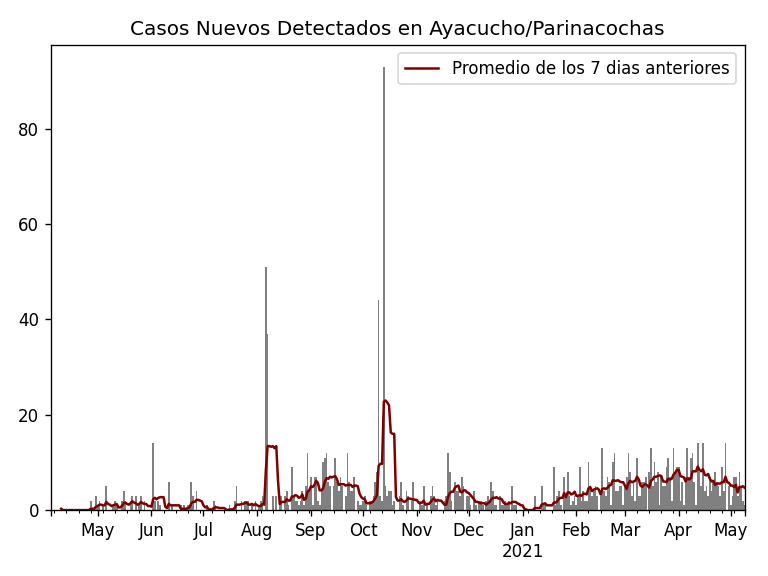 Casos Nuevos Detectados en Ayacucho/Parinacochas
Promedio de los 7 dias anteriores
80
60
40
20
0
May Jun Jul Aug Sep Oct Nov Dec Jan Feb Mar Apr May
2021